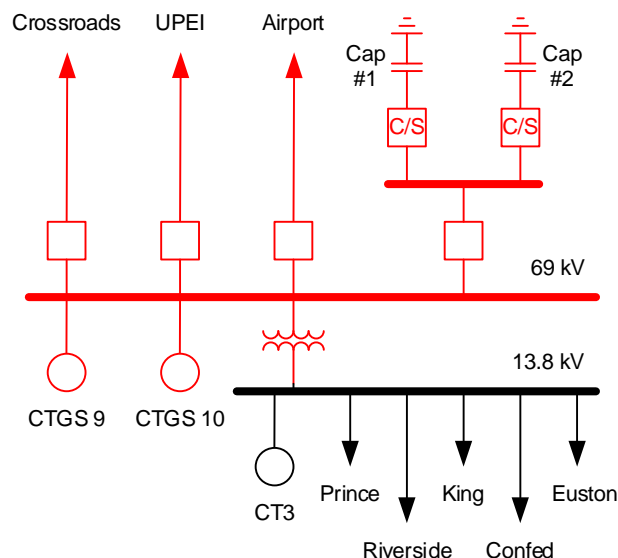 Crossroads
UPEI
Airport
Cap
#1
Cap
#2
C/S
C/S
69 kV
13.8 kV
CTGS 9
CTGS 10
CT3
Prince
King
Euston
Riverside
Confed